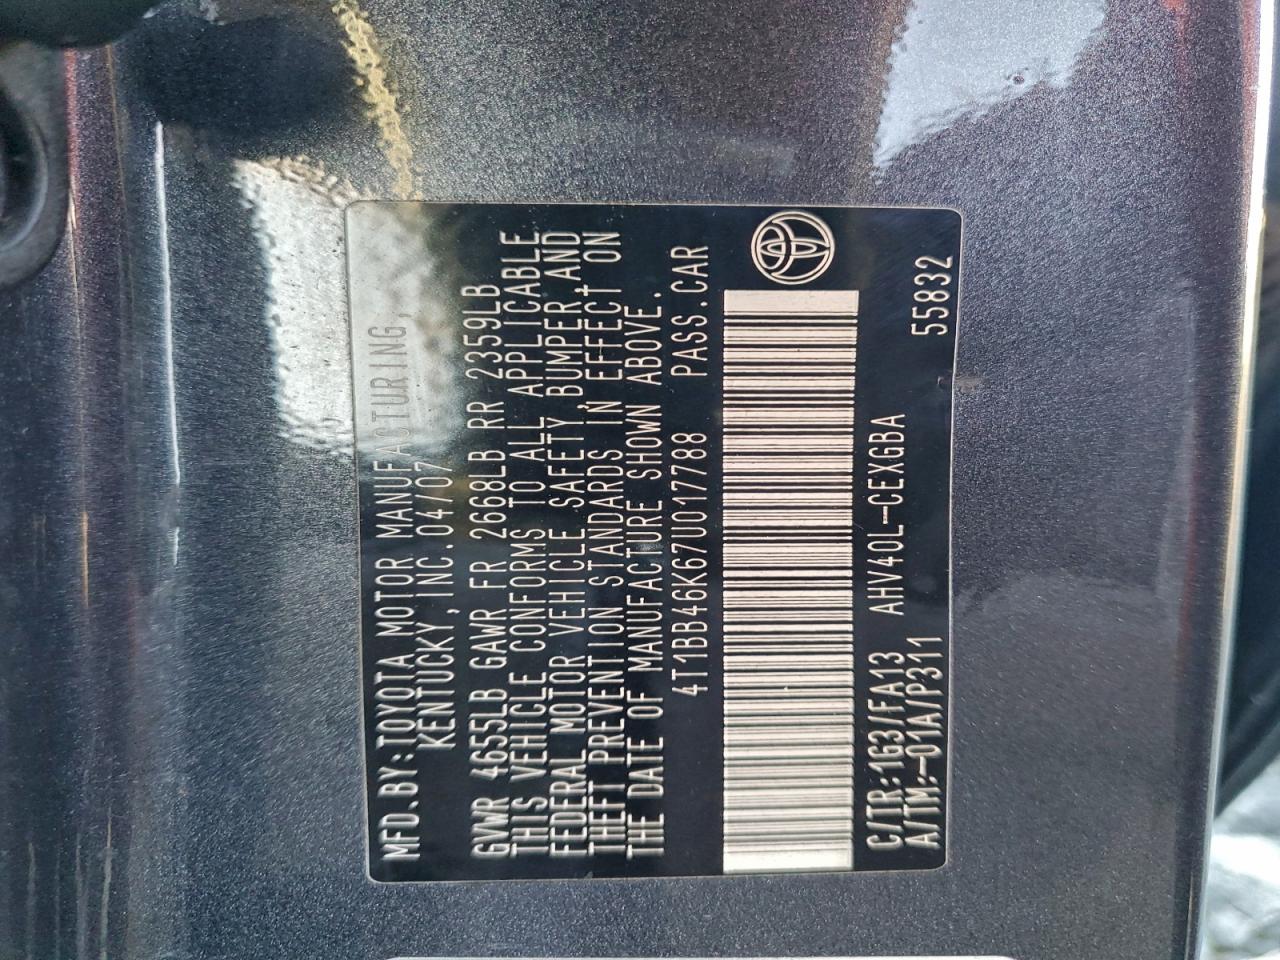 MFD.BY:TOYOTA MOTOR MANUFACTURING,
KENTUCKY,INC.04/07
GVWR 4655LB GAWR FR 2668LB RR 2359LB
THIS VEHICLE CONFORMS TO ALL APPLICABLE
FEDERAL MOTOR VEHICLE SAFETY,BUMPER,AND
THEFT PREVENTION STANDARDS IN EFFECT ON
THE DATE OF MANUFACTURE SHOWN ABOVE.
4T1BB46K67U017788 PASS.CAR
C/TR:1G3/FA13 AHV40L-CEXGBA 55832
A/TM:-01A/P311